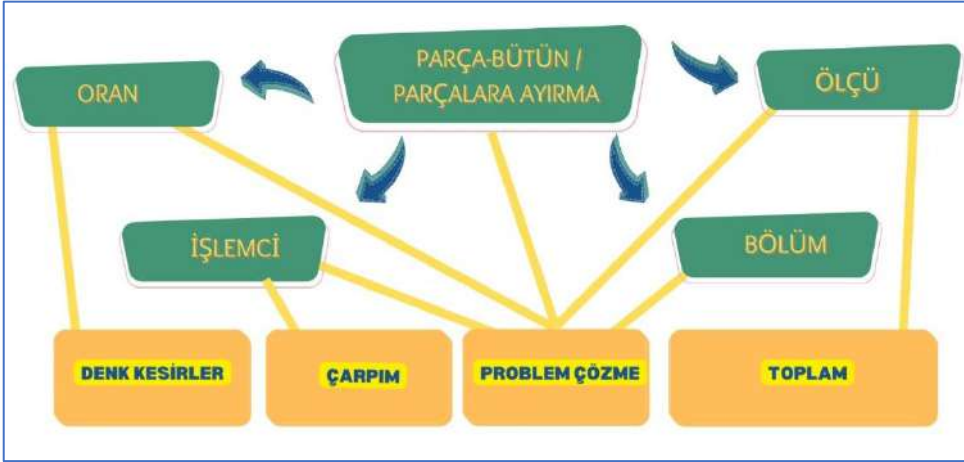 PARÇA-BÜTÜN /
PARÇALARA AYIRMA
ORAN
ÖLÇÜ
İŞLEMCİ
BÖLÜM
DENK KESİRLER
ÇARPIM
PROBLEM ÇÖZME
TOPLAM